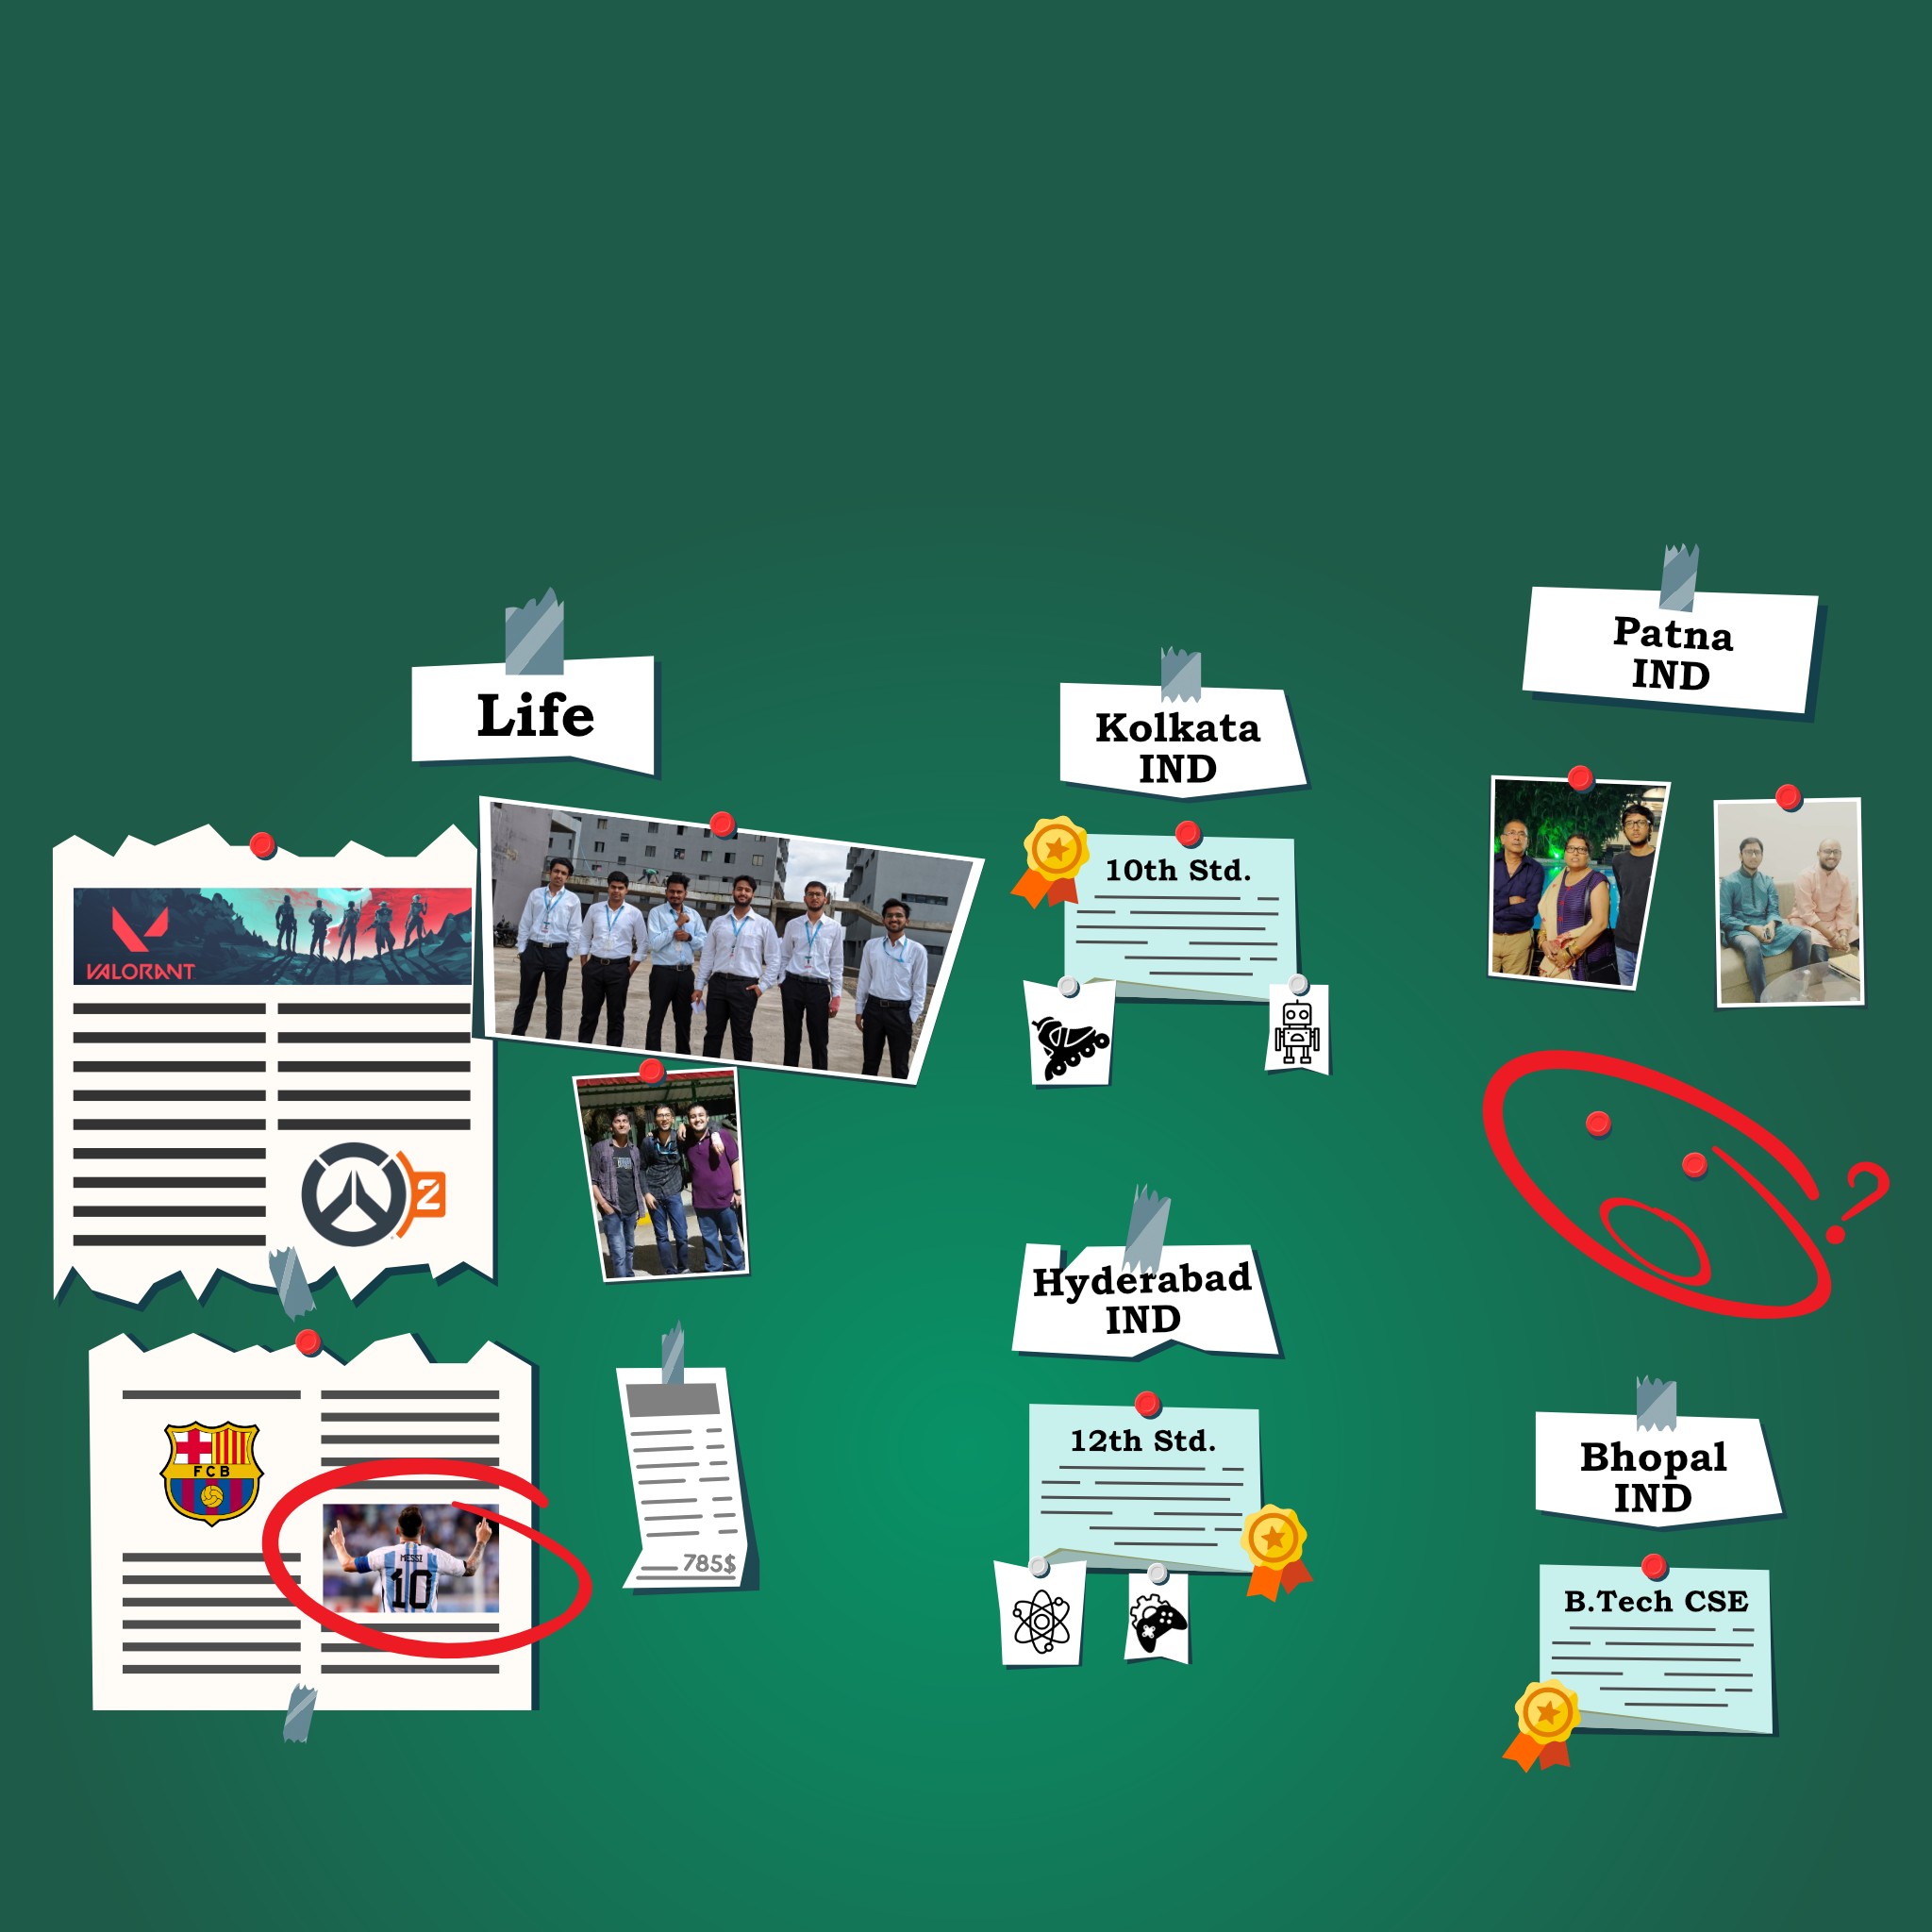 Life
VALORANT
2
FCB
MESSI
10
785$
Kolkata
IND
10th Std.
Hyderabad
IND
12th Std.
Patna
IND
?
Bhopal
IND
B.Tech CSE